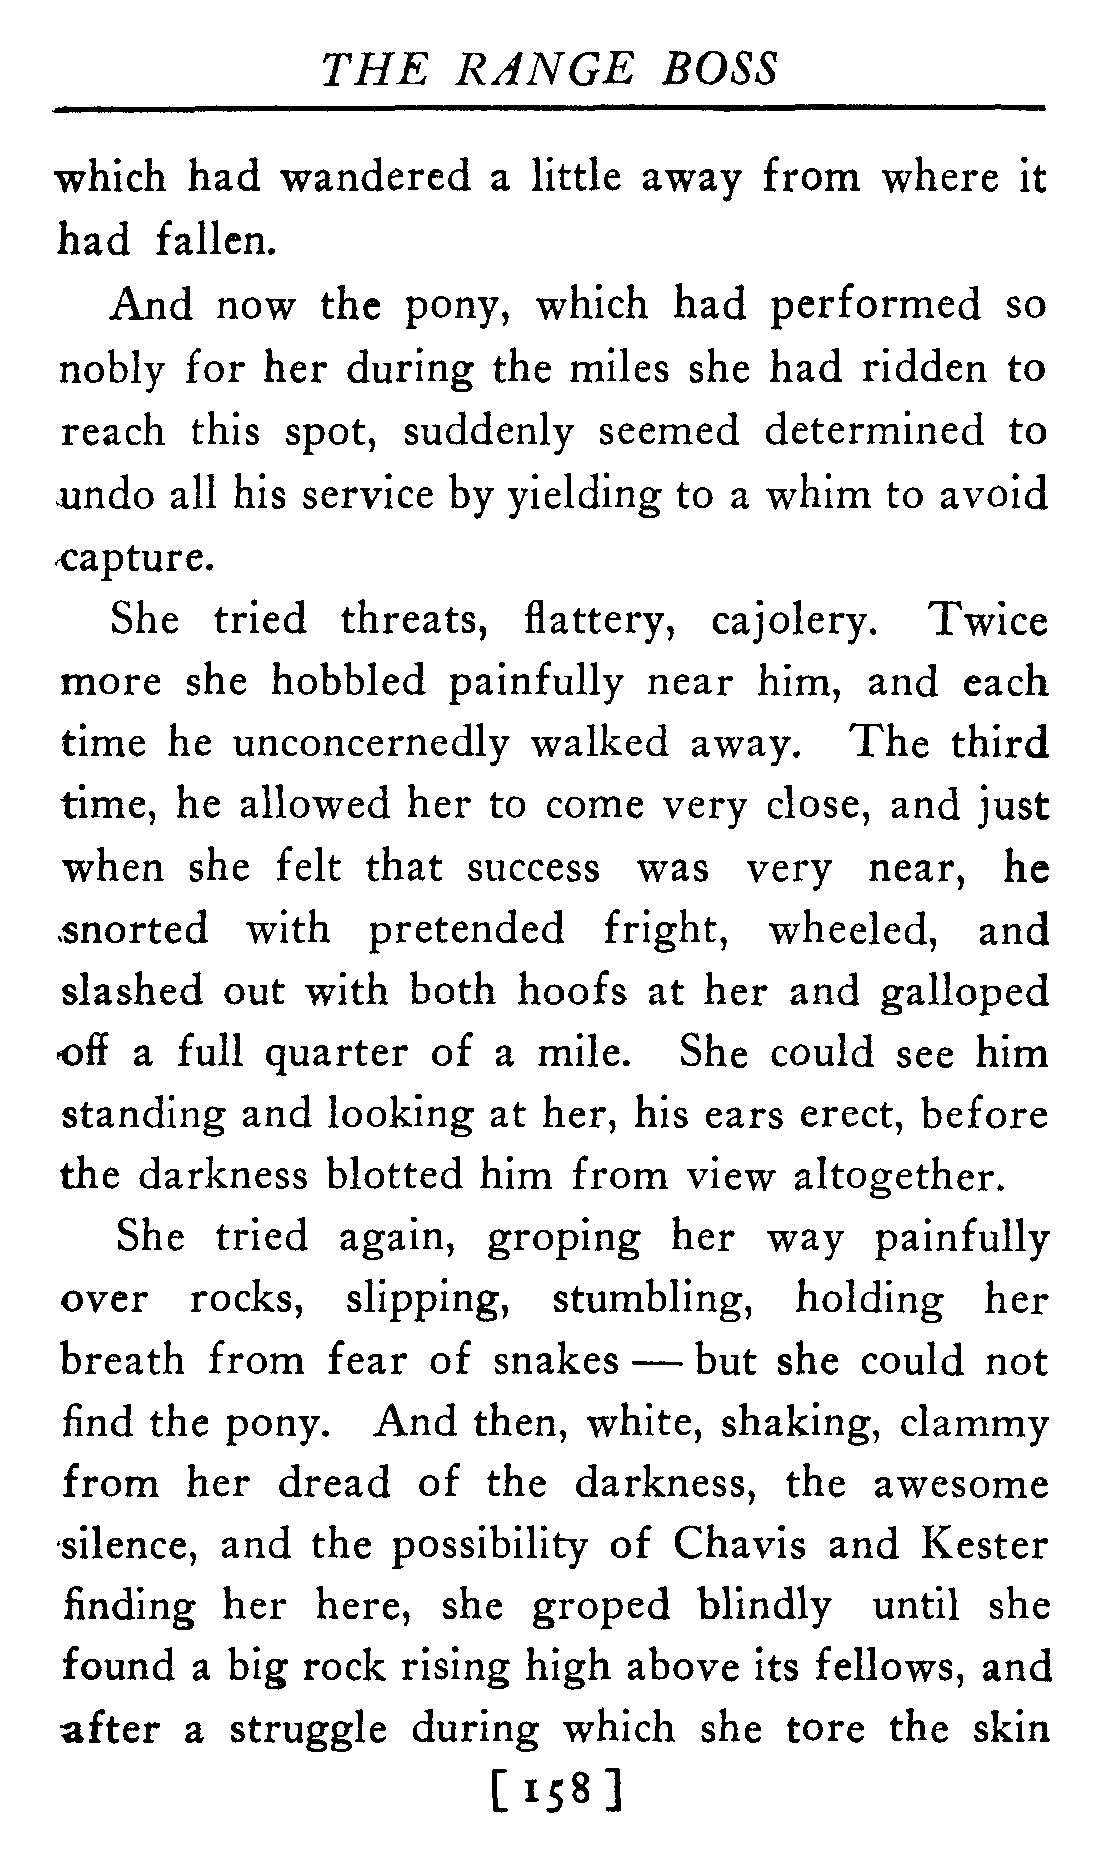 THE RANGE BOSS
which had wandered a little away from where it
had fallen.
And now the pony, which had performed so
nobly for her during the miles she had ridden to
reach this spot, suddenly seemed determined to
undo all his service by yielding to a whim to avoid
capture.
She tried threats, flattery, cajolery. Twice
more she hobbled painfully near him, and each
time he unconcernedly walked away. The third
time, he allowed her to come very close, and just
when she felt that success was very near, he
snorted with pretended fright, wheeled, and
slashed out with both hoofs at her and galloped
off a full quarter of a mile. She could see him
standing and looking at her, his ears erect, before
the darkness blotted him from view altogether.
She tried again, groping her way painfully
over rocks, slipping, stumbling, holding her
breath from fear of snakes — but she could not
find the pony. And then, white, shaking, clammy
from her dread of the darkness, the awesome
silence, and the possibility of Chavis and Kester
finding her here, she groped blindly until she
found a big rock rising high above its fellows, and
after a struggle during which she tore the skin
[ 158 ]